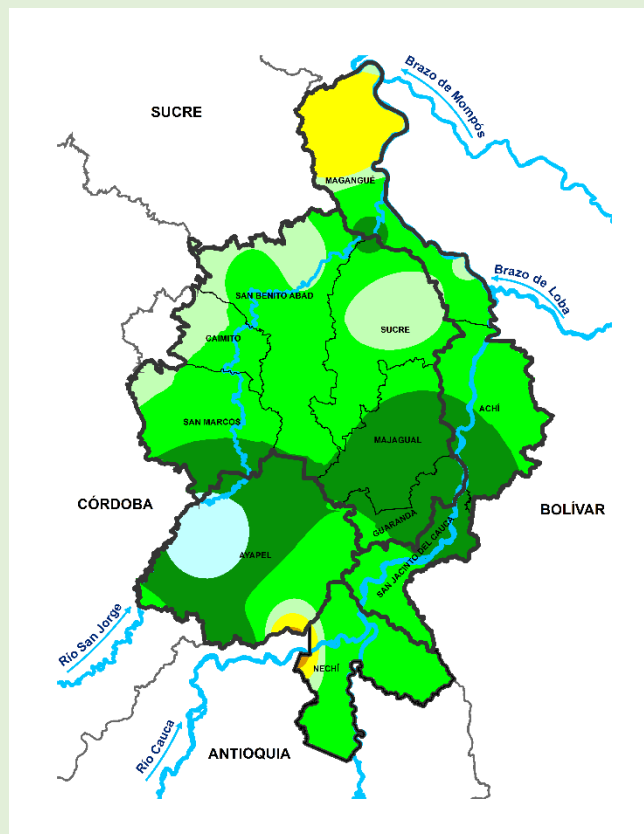 Brazo de Mompós
SUCRE
MAGANGUÉ
Brazo de Loba
SAN BENITO ABAD
SUCRE
CAIMITO
ACHÍ
SAN MARCOS
MAJAGUAL
CÓRDOBA
BOLÍVAR
GUARANDA
SAN JACINTO DEL CAUCA
AYAPEL
Río San Jorge
NECHÍ
Río Cauca
ANTIOQUIA